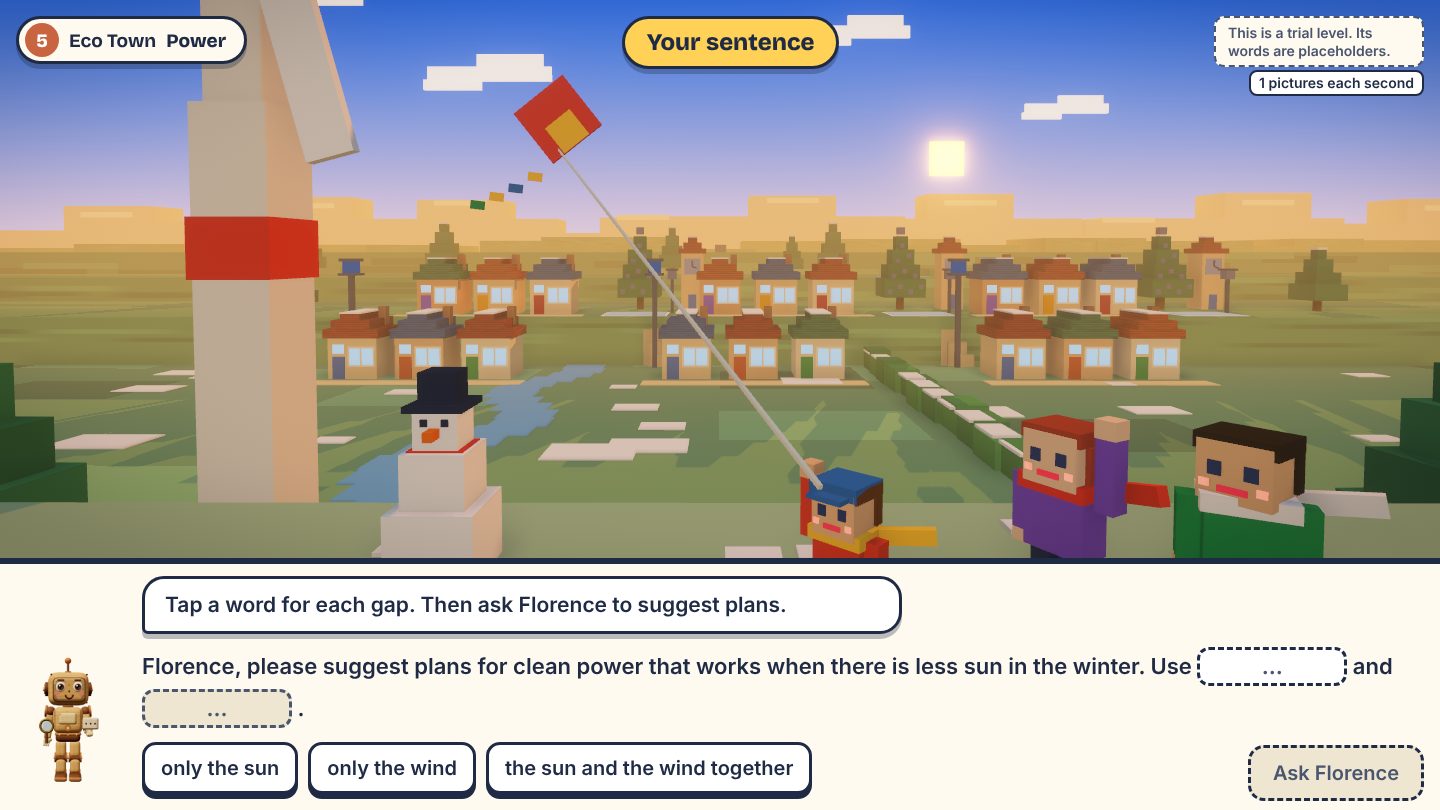 5 Eco Town Power
Your sentence
This is a trial level. Its
words are placeholders.
1 pictures each second
Tap a word for each gap. Then ask Florence to suggest plans.
Florence, please suggest plans for clean power that works when there is less sun in the winter. Use ... and
... .
only the sun
only the wind
the sun and the wind together
Ask Florence